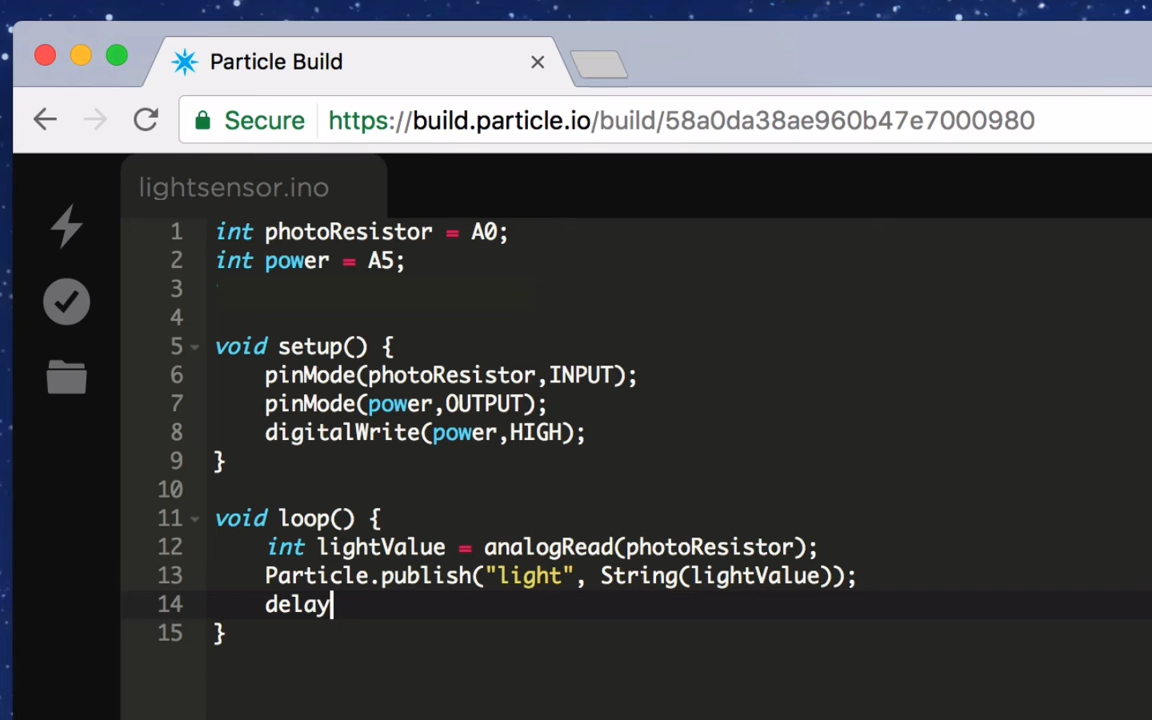 Particle Build
Secure https://build.particle.io/build/58a0da38ae960b47e7000980
lightsensor.ino
1 int photoResistor = A0;
2 int power = A5;
3
4
5 void setup() {
6 pinMode(photoResistor,INPUT);
7 pinMode(power,OUTPUT);
8 digitalWrite(power,HIGH);
9 }
10
11 void loop() {
12 int lightValue = analogRead(photoResistor);
13 Particle.publish("light", String(lightValue));
14 delay
15 }